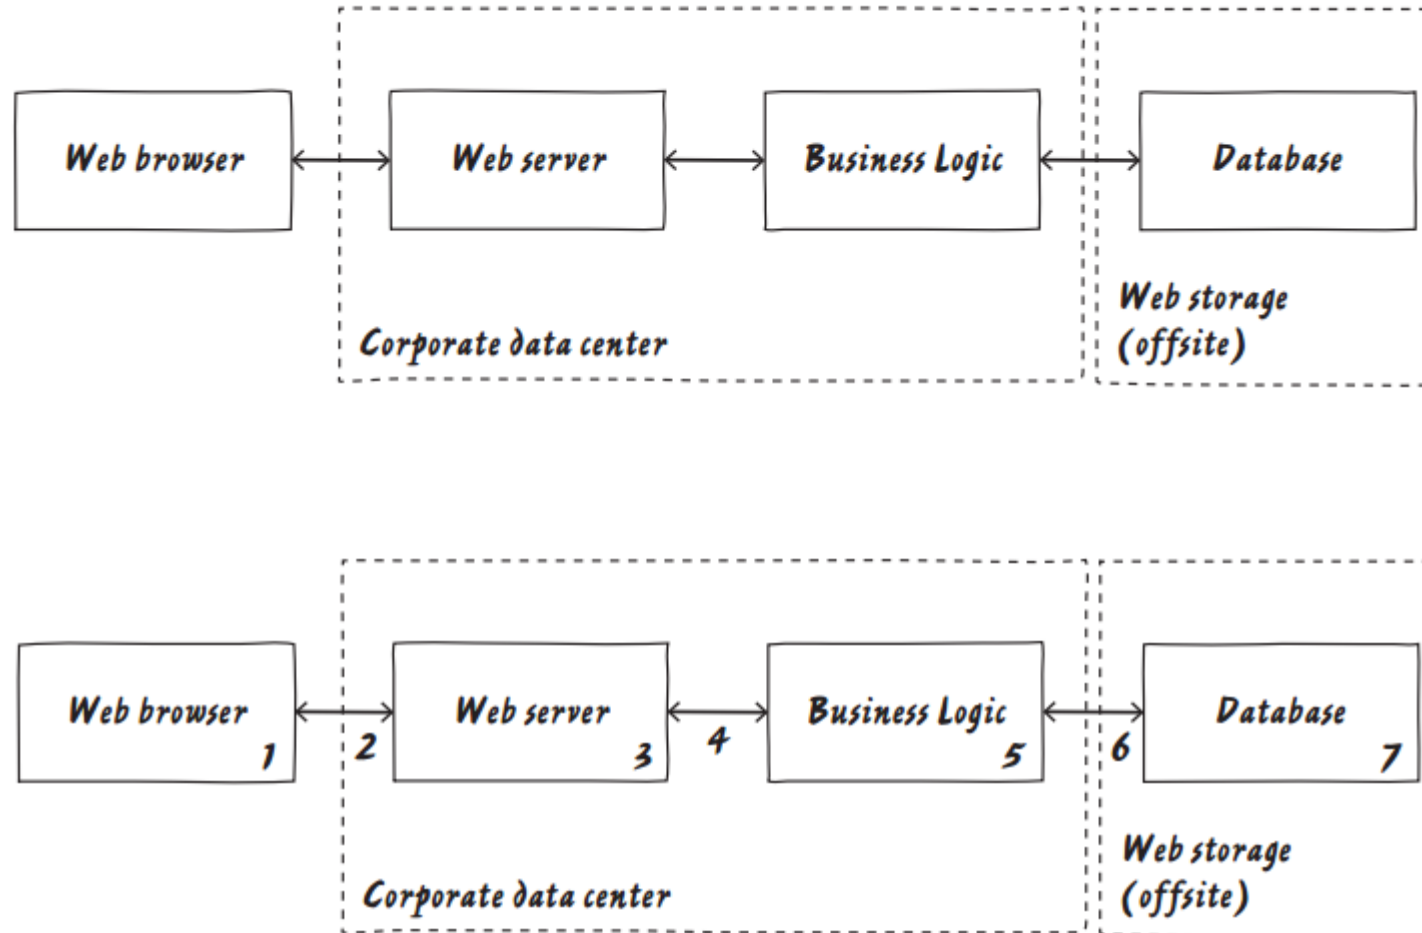 Web browser
Web server
Business Logic
Database
Web storage
(offsite)
Corporate data center
Web browser
1
2
Web server
3
4
Business Logic
5
6
Database
7
Web storage
(offsite)
Corporate data center